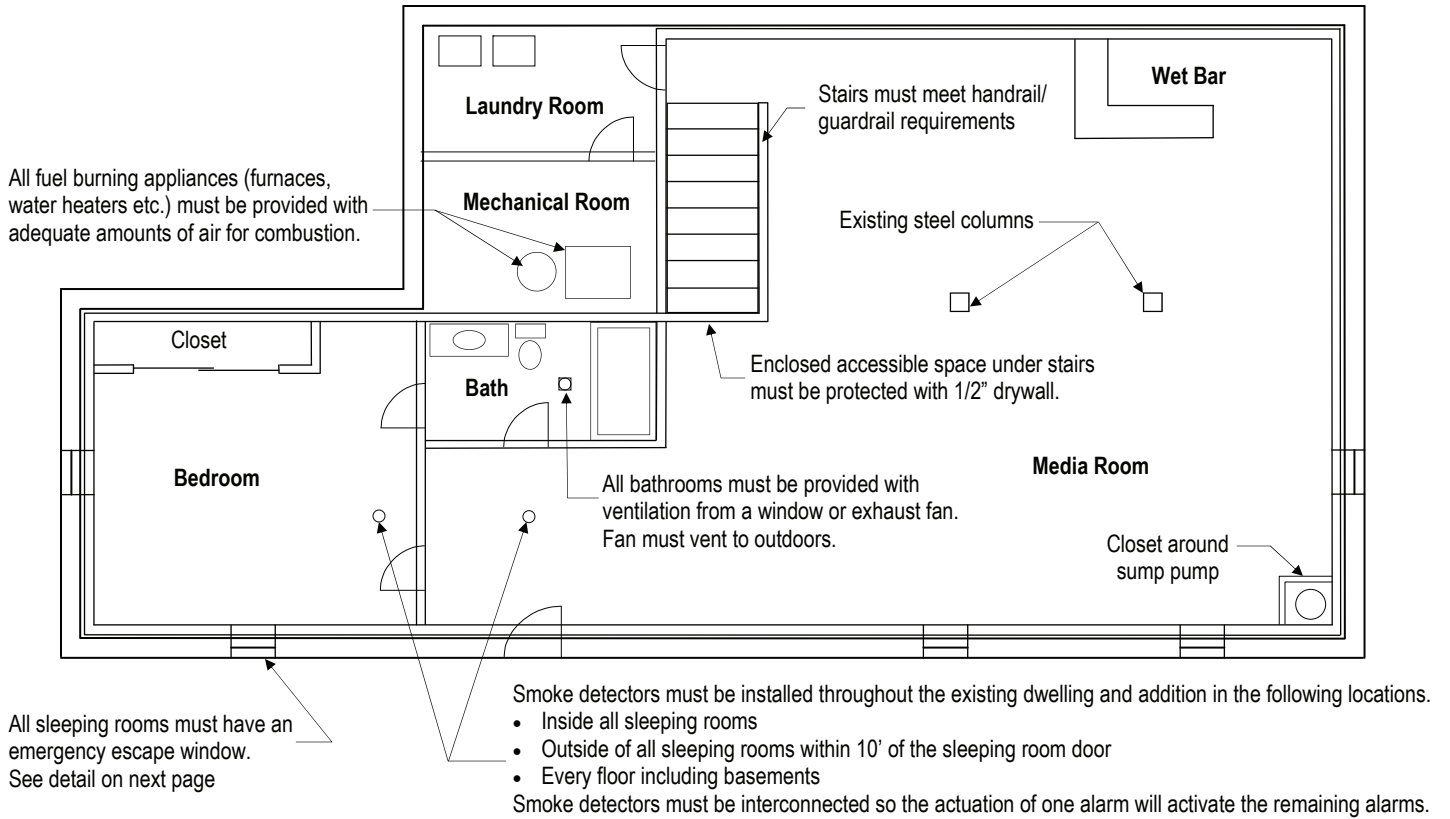 Wet Bar
Stairs must meet handrail/
guardrail requirements
Laundry Room
All fuel burning appliances (furnaces,
water heaters etc.) must be provided with
adequate amounts of air for combustion.
Mechanical Room
Existing steel columns
Closet
Enclosed accessible space under stairs
must be protected with 1/2” drywall.
Bath
Bedroom
Media Room
All bathrooms must be provided with
ventilation from a window or exhaust fan.
Fan must vent to outdoors.
Closet around
sump pump
All sleeping rooms must have an
emergency escape window.
See detail on next page
Smoke detectors must be installed throughout the existing dwelling and addition in the following locations.
• Inside all sleeping rooms
• Outside of all sleeping rooms within 10’ of the sleeping room door
• Every floor including basements
Smoke detectors must be interconnected so the actuation of one alarm will activate the remaining alarms.